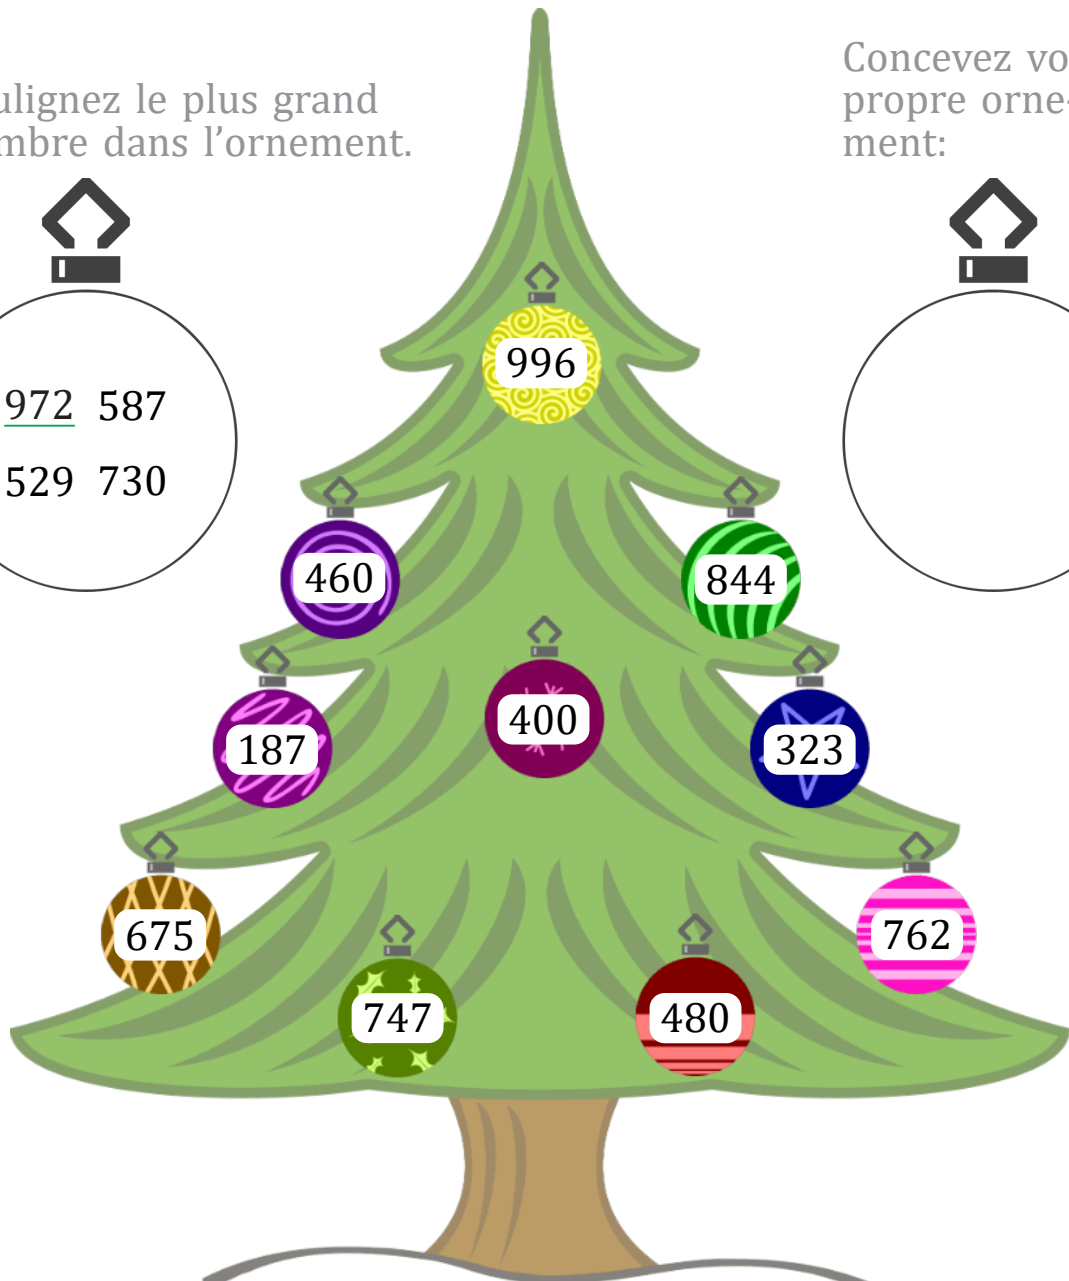 ulignez le plus grand
mbre dans l’ornement.
Concevez vo
propre orne-
ment:
972 587
529 730
996
460
844
400
187
323
675
762
747
480